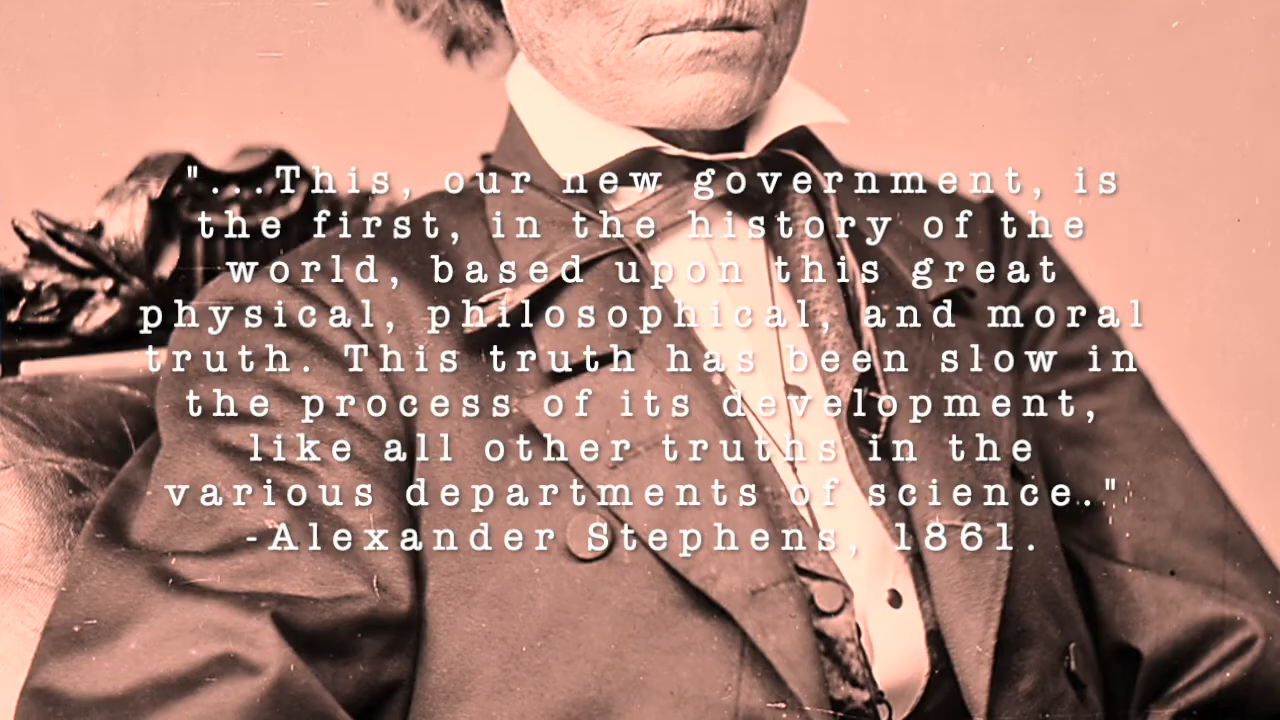 "...This, our new government, is
the first, in the history of the
world, based upon this great
physical, philosophical, and moral
truth. This truth has been slow in
the process of its development,
like all other truths in the
various departments of science.."
-Alexander Stephens, 1861.